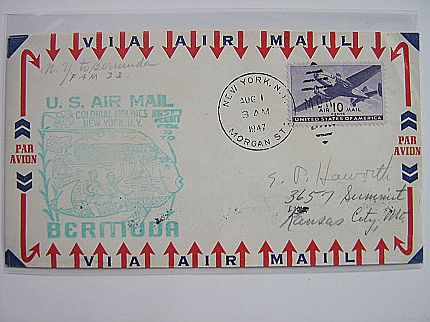 VIA AIR MAIL
N.Y. to Bermuda
FAM 33
U.S. AIR MAIL
COLONIAL AIRLINES
NEW YORK, N.Y.
FIRST
FLIGHT
BERMUDA
NEW YORK, N.Y.
AUG 1
3 AM
1947
MORGAN ST
10
AIR MAIL
UNITED STATES OF AMERICA
PAR
AVION
PAR
AVION
E. P. Haworth
3657 Summit
Kansas City, Mo.
VIA AIR MAIL